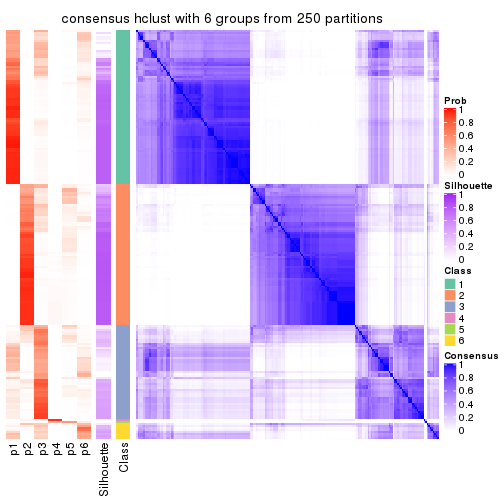 consensus hclust with 6 groups from 250 partitions
Prob
1
0.8
0.6
0.4
0.2
0
Silhouette
1
0.8
0.6
0.4
0.2
0
Class
1
2
3
4
5
6
Consensus
1
0.8
0.6
0.4
0.2
0
p1
p2
p3
p4
p5
p6
Silhouette
Class